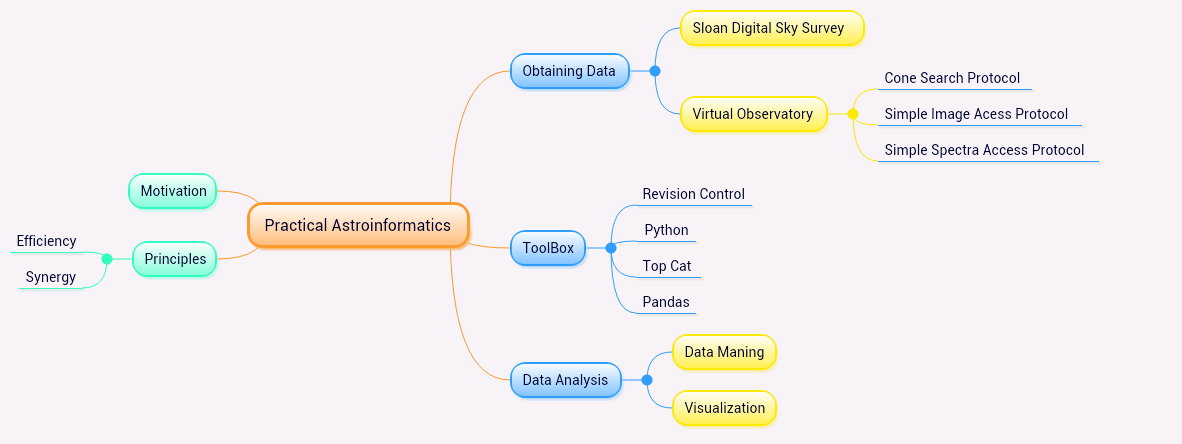 Practical Astroinformatics
Motivation
Principles
Efficiency
Synergy
Obtaining Data
Sloan Digital Sky Survey
Virtual Observatory
Cone Search Protocol
Simple Image Acess Protocol
Simple Spectra Access Protocol
ToolBox
Revision Control
Python
Top Cat
Pandas
Data Analysis
Data Maning
Visualization